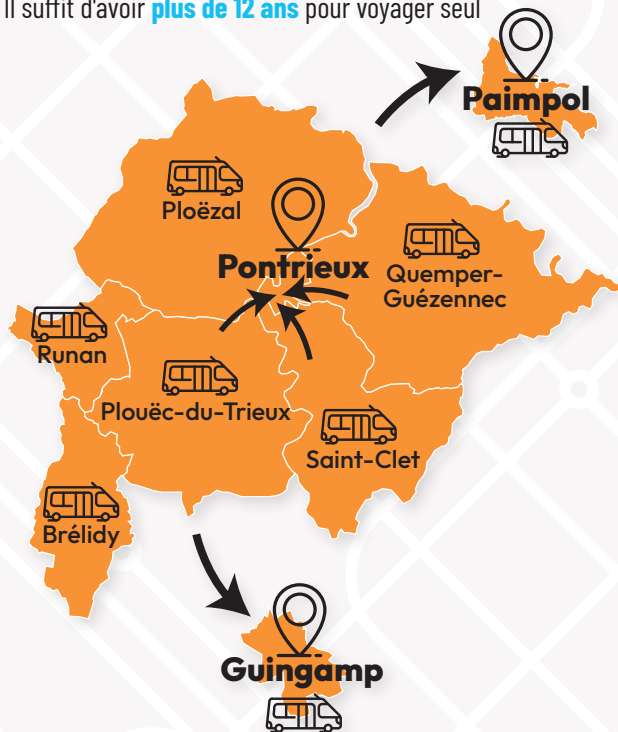 Il suffit d'avoir plus de 12 ans pour voyager seul
Paimpol
Ploëzal
Pontrieux
Quemper-
Guézennec
Runan
Plouëc-du-Trieux
Saint-Clet
Brélidy
Guingamp